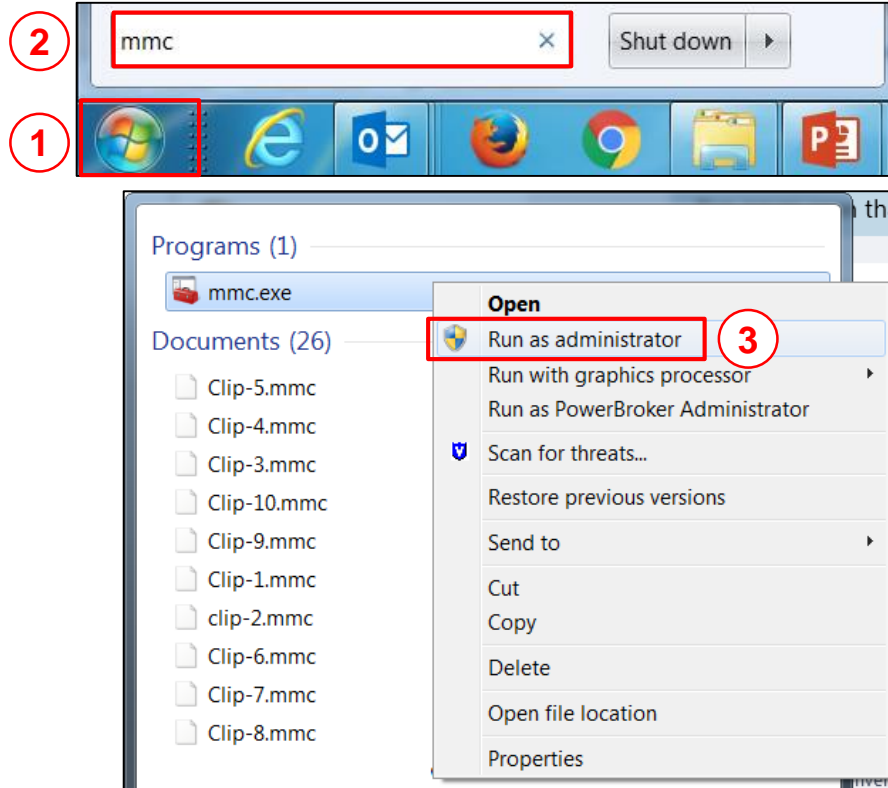 2
mmc
Shut down
1
Programs (1)
mmc.exe
Documents (26)
Clip-5.mmc
Clip-4.mmc
Clip-3.mmc
Clip-10.mmc
Clip-9.mmc
Clip-1.mmc
clip-2.mmc
Clip-6.mmc
Clip-7.mmc
Clip-8.mmc
Open
Run as administrator
3
Run with graphics processor
Run as PowerBroker Administrator
Scan for threats...
Restore previous versions
Send to
Cut
Copy
Delete
Open file location
Properties